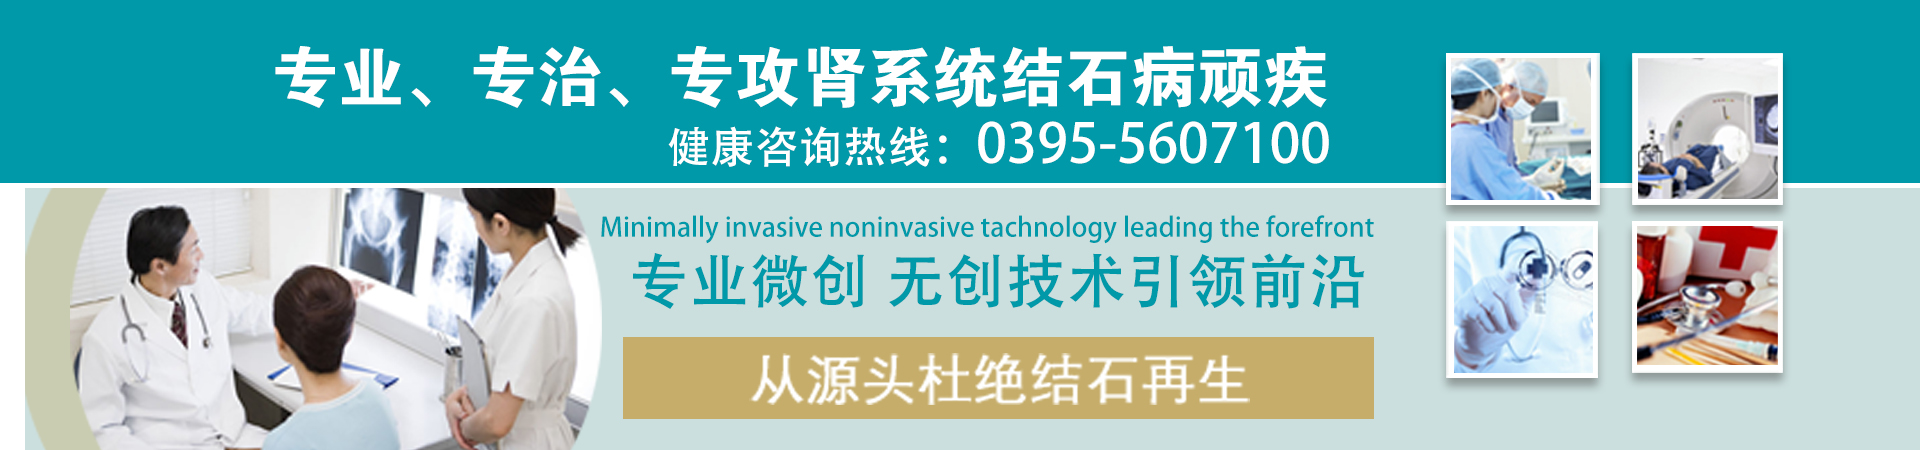 专业、专治、专攻肾系统结石病顽疾
健康咨询热线：0395-5607100
Minimally invasive noninvasive tachnology leading the forefront
专业微创 无创技术引领前沿
从源头杜绝结石再生